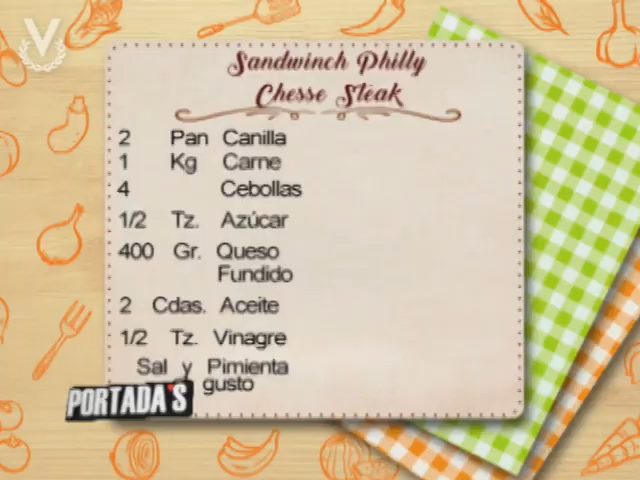 V
Sandwinch Philly
Chesse Steak
2 Pan Canilla
1 Kg Carne
4 Cebollas
1/2 Tz. Azúcar
400 Gr. Queso
Fundido
2 Cdas. Aceite
1/2 Tz. Vinagre
Sal y Pimienta
gusto
PORTADA'S